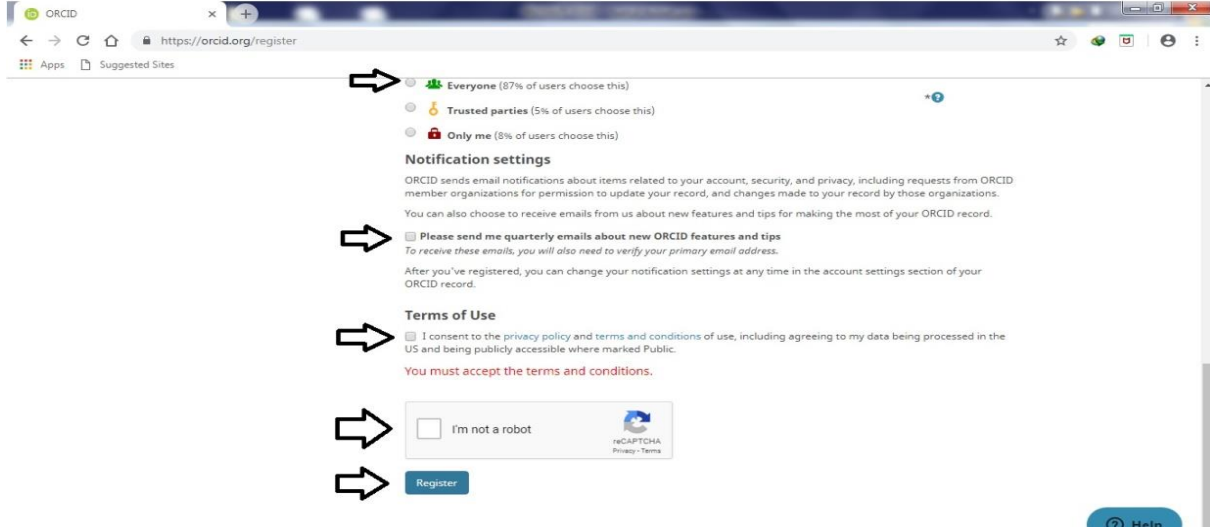 ORCID
https://orcid.org/register
Apps Suggested Sites
Everyone (87% of users choose this)
Trusted parties (5% of users choose this)
Only me (8% of users choose this)
Notification settings
ORCID sends email notifications about items related to your account, security, and privacy, including requests from ORCID
member organizations for permission to update your record, and changes made to your record by those organizations.
You can also choose to receive emails from us about new features and tips for making the most of your ORCID record.
Please send me quarterly emails about new ORCID features and tips
To receive these emails, you will also need to verify your primary email address.
After you've registered, you can change your notification settings at any time in the account settings section of your
ORCID record.
Terms of Use
I consent to the privacy policy and terms and conditions of use, including agreeing to my data being processed in the
US and being publicly accessible where marked Public.
You must accept the terms and conditions.
I'm not a robot
reCAPTCHA
Privacy - Terms
Register
Help